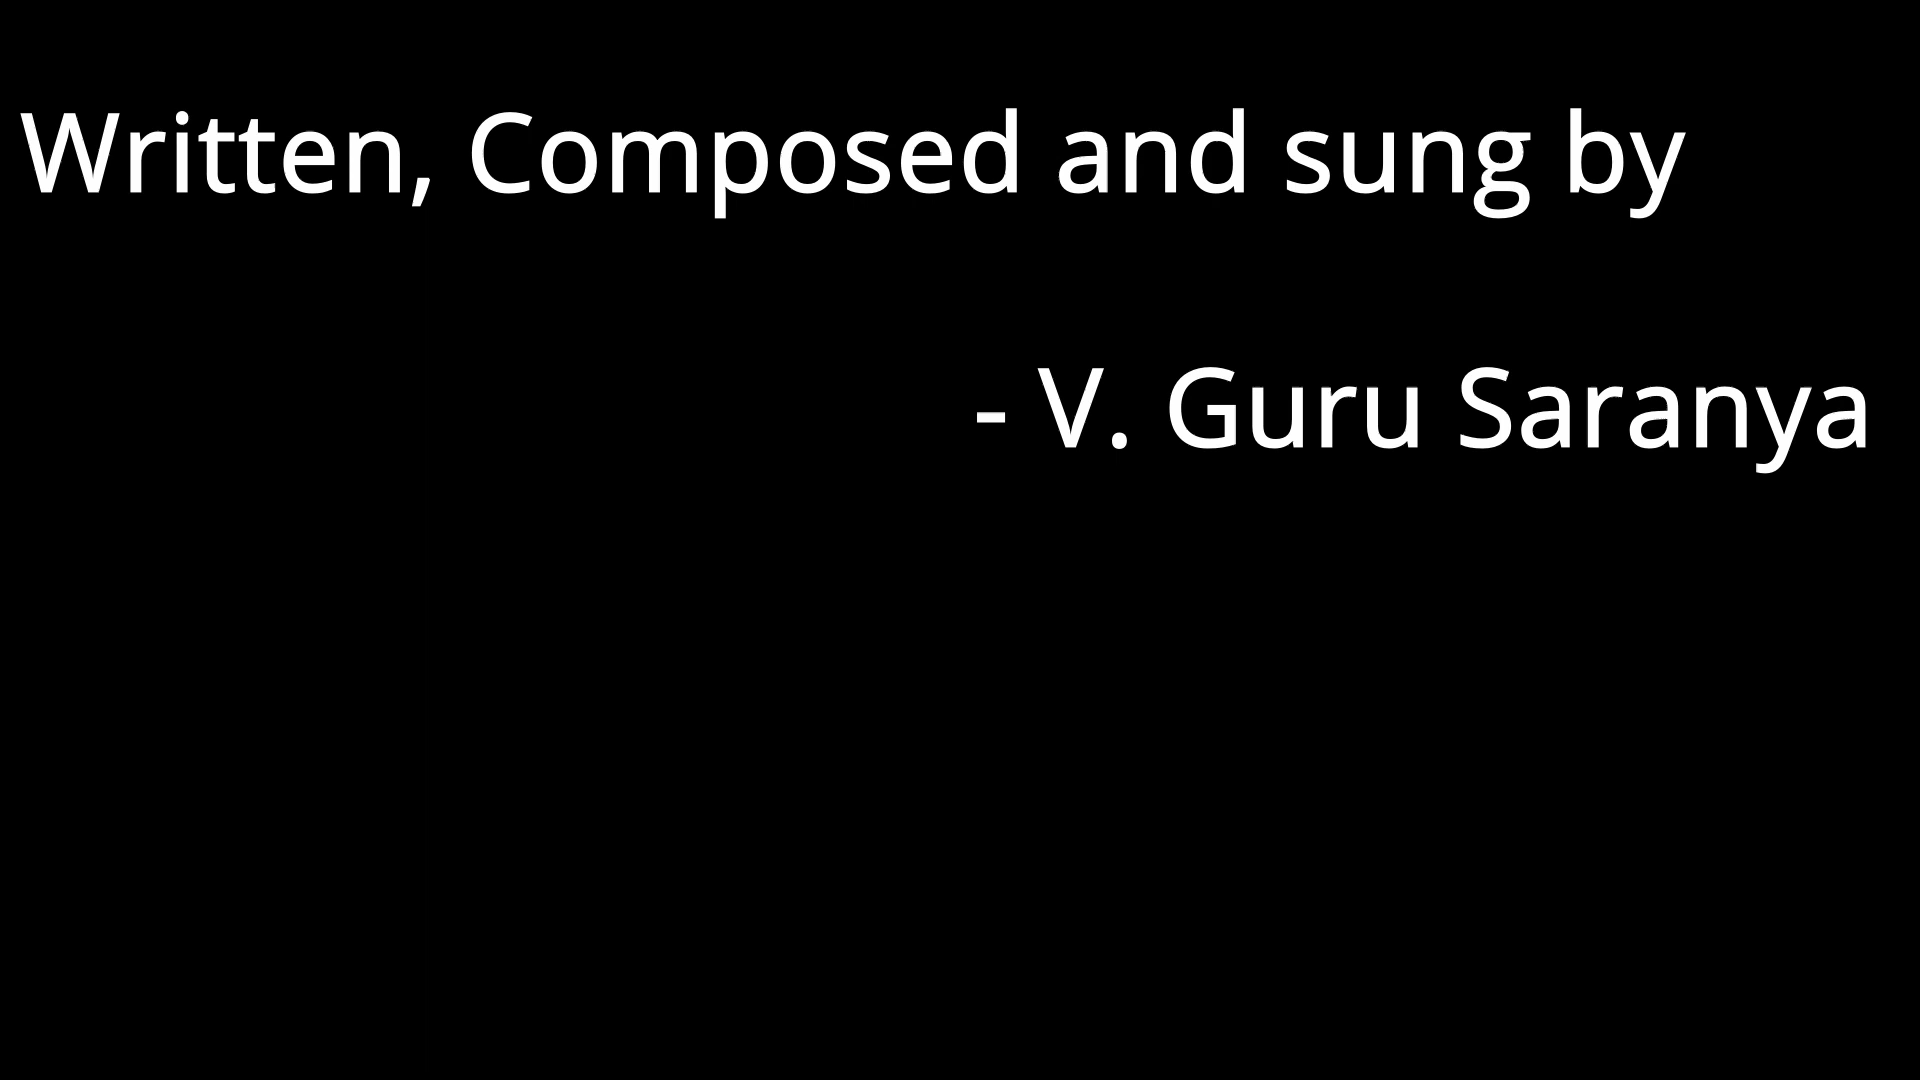 Written, Composed and sung by
- V. Guru Saranya